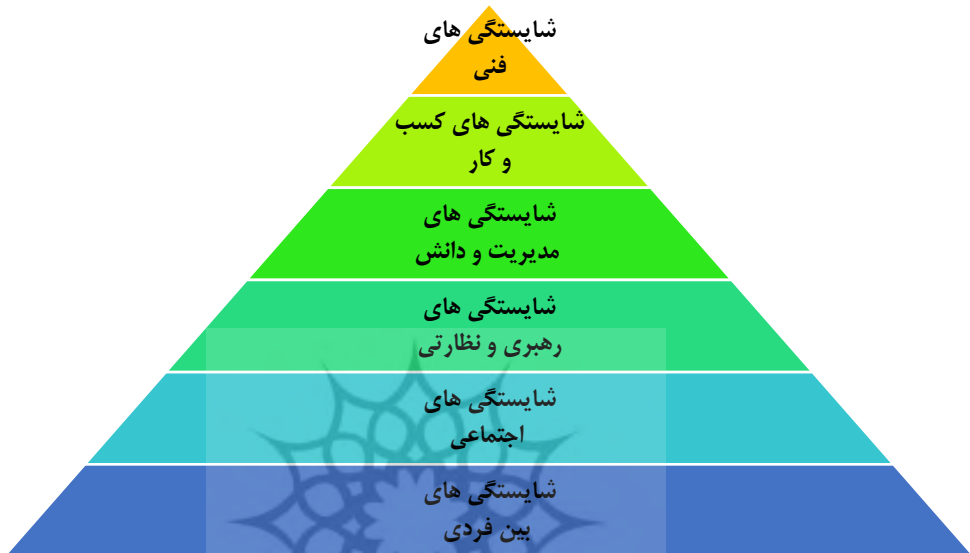 شایستگی های
فنی
شایستگی های کسب
و کار
شایستگی های
مدیریت و دانش
شایستگی های
رهبری و نظارتی
شایستگی های
اجتماعی
شایستگی های
بین فردی